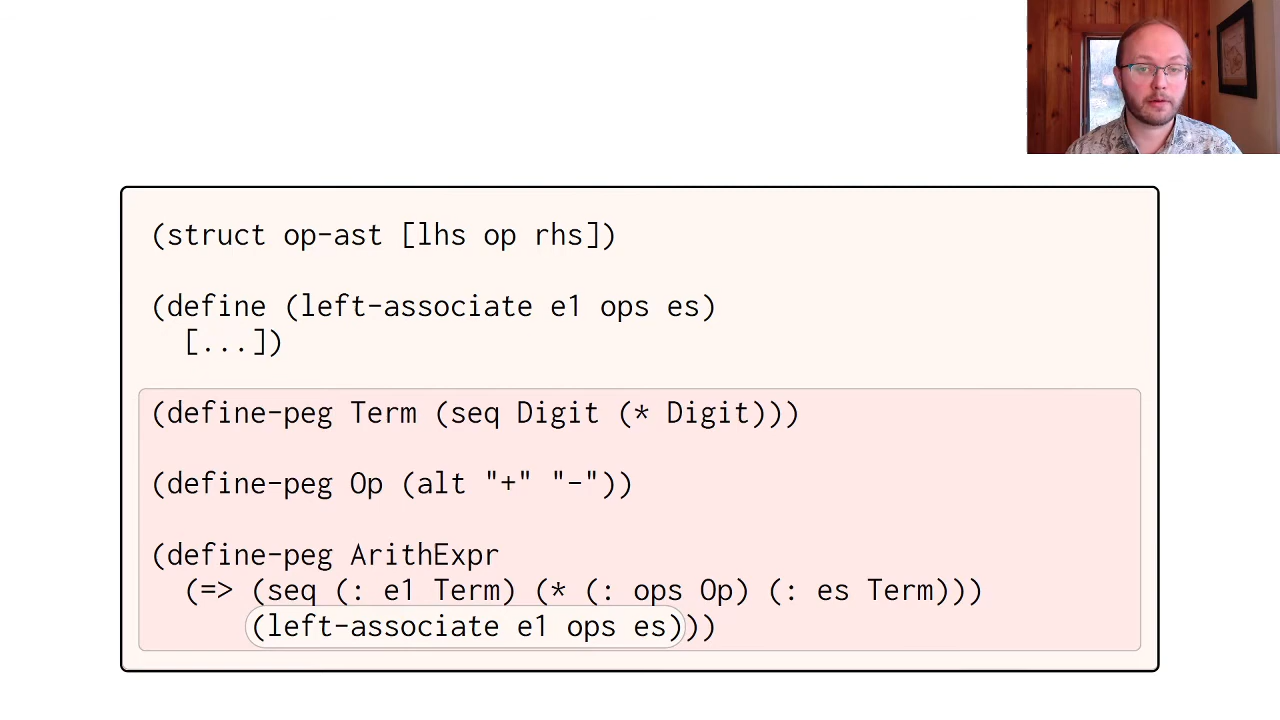 (struct op-ast [lhs op rhs])
(define (left-associate e1 ops es)
[...])
(define-peg Term (seq Digit (* Digit)))
(define-peg Op (alt "+" "-"))
(define-peg ArithExpr
(=> (seq (: e1 Term) (* (: ops Op) (: es Term)))
(left-associate e1 ops es)))